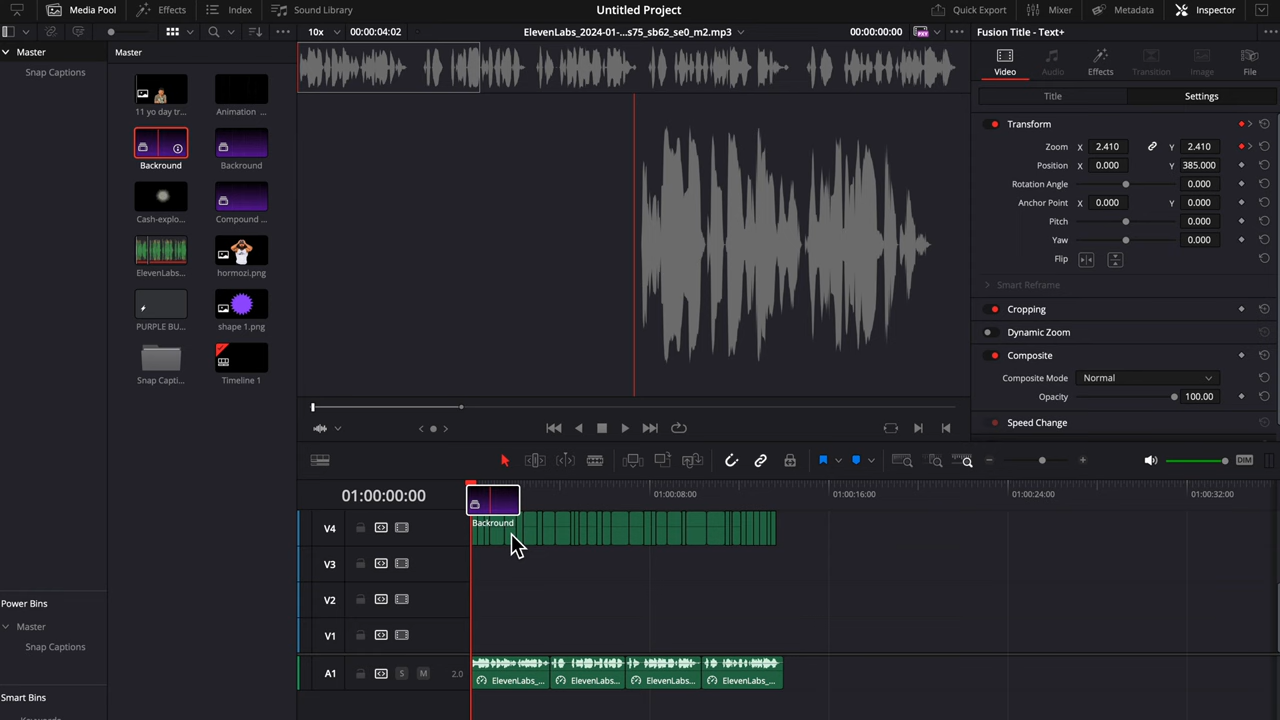 Media Pool
Effects
Index
Sound Library
Untitled Project
Quick Export
Mixer
Metadata
Inspector
10x
00:00:04:02
ElevenLabs_2024-01-...s75_sb62_se0_m2.mp3
00:00:00:00
Fusion Title - Text+
Master
Snap Captions
Master
11 yo day tr...
Animation ...
Backround
Backround
Cash-explo...
Compound ...
ElevenLabs...
hormozi.png
PURPLE BU...
shape 1.png
Snap Capti...
Timeline 1
Video
Audio
Effects
Transition
Image
File
Title
Settings
Transform
Zoom X 2.410 Y 2.410
Position X 0.000 Y 385.000
Rotation Angle 0.000
Anchor Point X 0.000 Y 0.000
Pitch 0.000
Yaw 0.000
Flip
Smart Reframe
Cropping
Dynamic Zoom
Composite
Composite Mode Normal
Opacity 100.00
Speed Change
DIM
01:00:00:00
01:00:08:00
01:00:16:00
01:00:24:00
01:00:32:00
Backround
V4
V3
V2
V1
A1 S M 2.0
ElevenLabs_...
ElevenLabs...
ElevenLabs...
ElevenLabs_...
Power Bins
Master
Snap Captions
Smart Bins